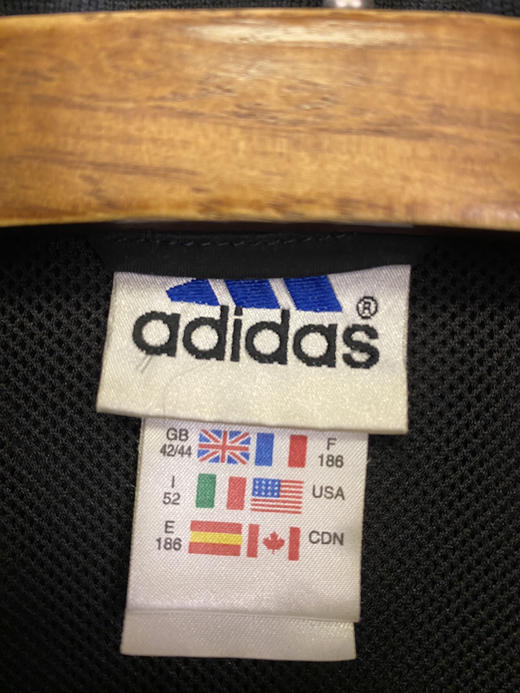 adidas®
GB F
42/44 186
I USA
52
E CDN
186